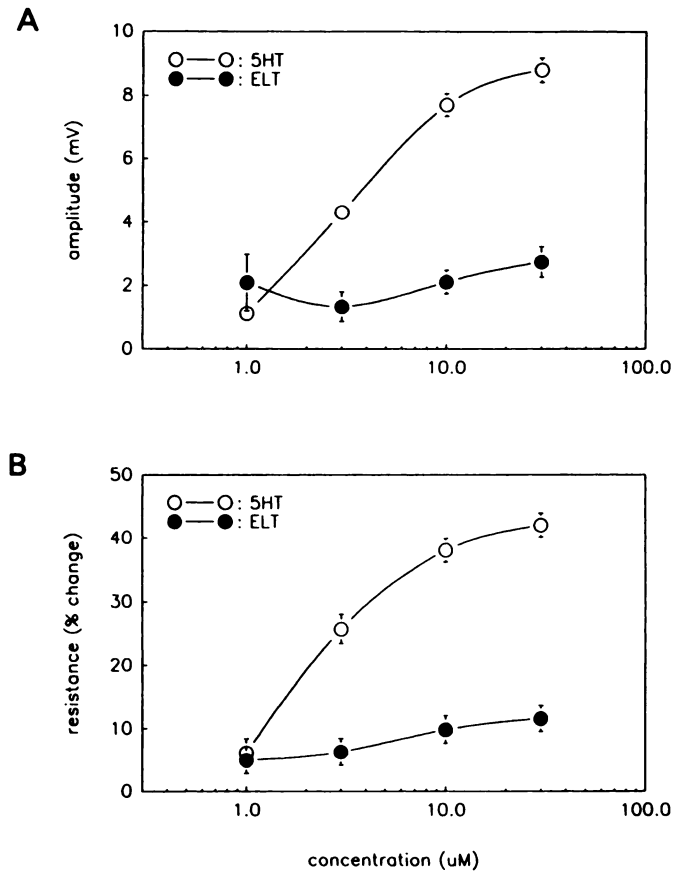 A
10
8
6
4
2
0
amplitude (mV)
: 5HT
: ELT
1.0 10.0 100.0
B
50
40
30
20
10
0
resistance (% change)
: 5HT
: ELT
1.0 10.0 100.0
concentration (uM)